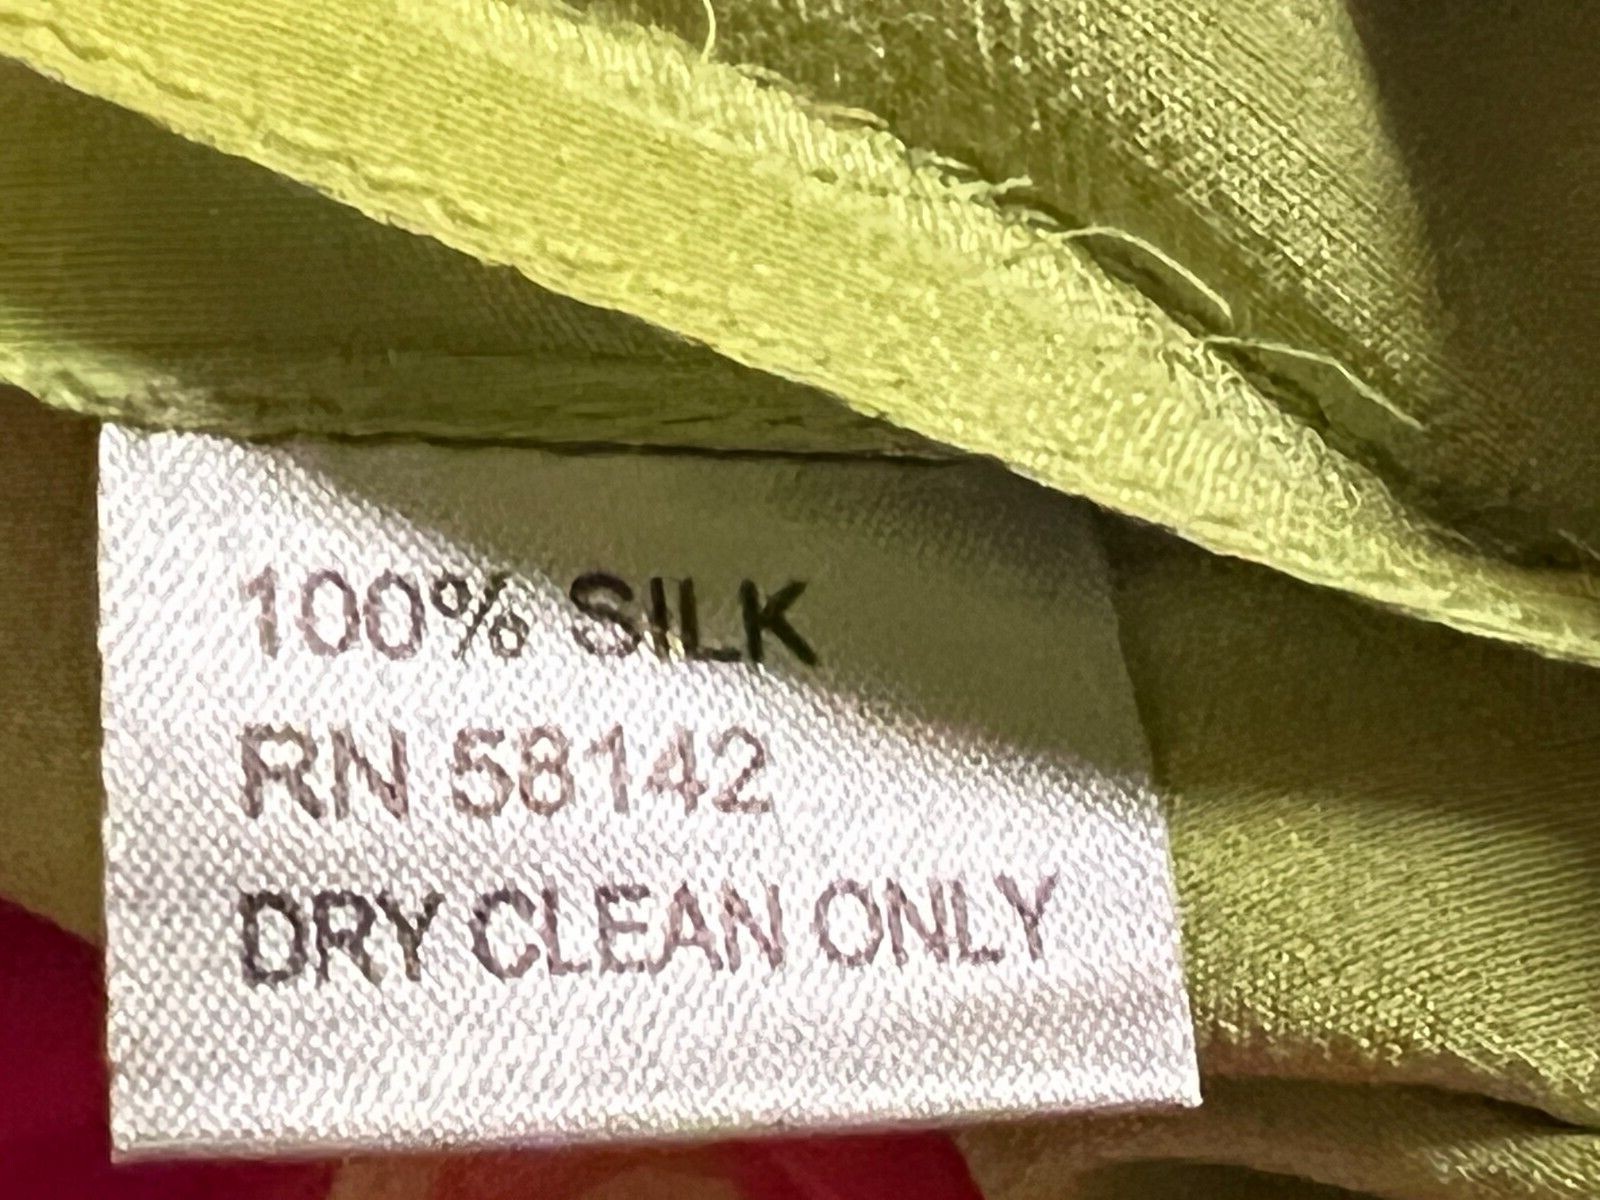 100% SILK
RN 58142
DRY CLEAN ONLY